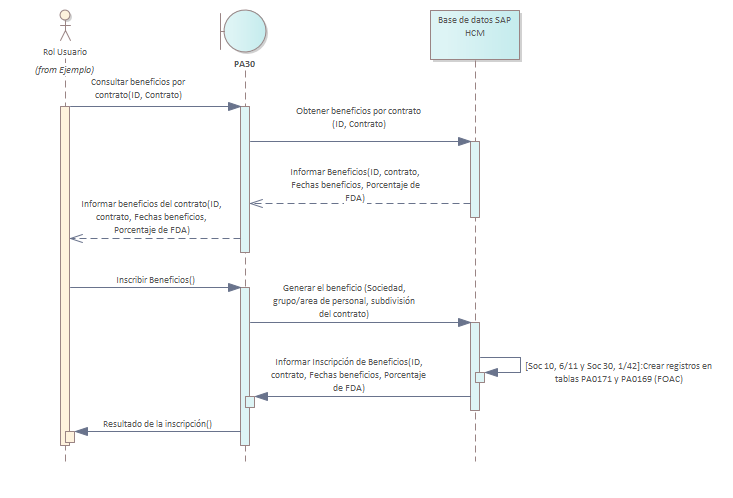 Base de datos SAP
HCM
Rol Usuario
(from Ejemplo)
PA30
Consultar beneficios por
contrato(ID, Contrato)
Obtener beneficios por contrato
(ID, Contrato)
Informar Beneficios(ID, contrato,
Fechas beneficios, Porcentaje de
FDA)
Informar beneficios del contrato(ID,
contrato, Fechas beneficios,
Porcentaje de FDA)
Inscribir Beneficios()
Generar el beneficio (Sociedad,
grupo/area de personal, subdivisión
del contrato)
[Soc 10, 6/11 y Soc 30, 1/42]:Crear registros en
tablas PA0171 y PA0169 (FOAC)
Informar Inscripción de Beneficios(ID,
contrato, Fechas beneficios, Porcentaje
de FDA)
Resultado de la inscripción()